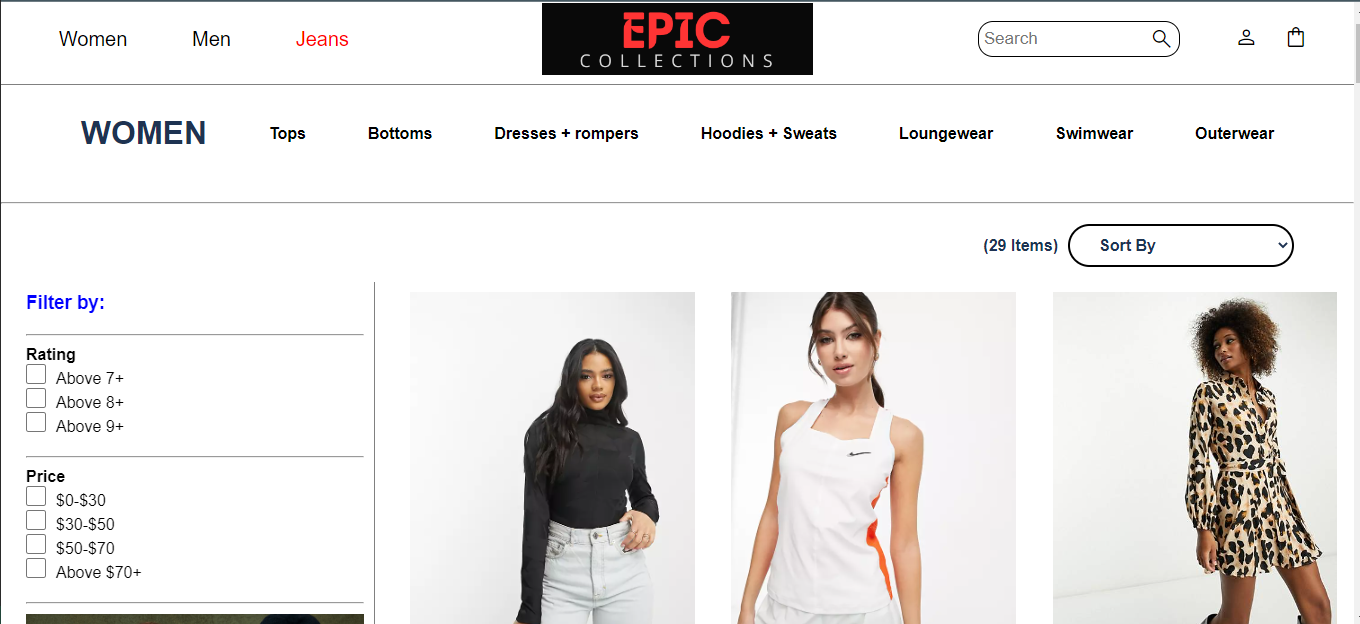 Women Men Jeans
EPIC
COLLECTIONS
Search
WOMEN Tops Bottoms Dresses + rompers Hoodies + Sweats Loungewear Swimwear Outerwear
(29 Items) Sort By
Filter by:
Rating
Above 7+
Above 8+
Above 9+
Price
$0-$30
$30-$50
$50-$70
Above $70+